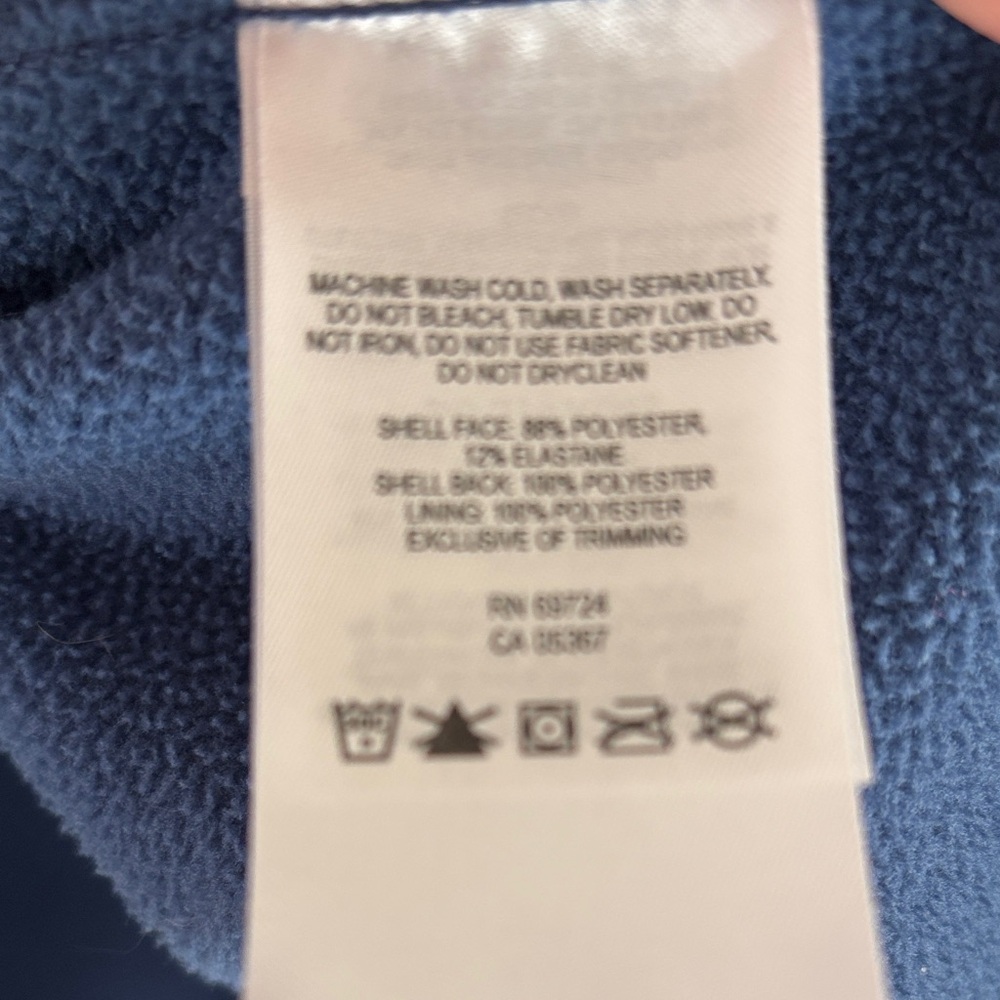 MACHINE WASH COLD, WASH SEPARATELY,
DO NOT BLEACH, TUMBLE DRY LOW, DO
NOT IRON, DO NOT USE FABRIC SOFTENER,
DO NOT DRYCLEAN
SHELL FACE: 88% POLYESTER,
12% ELASTANE
SHELL BACK: 100% POLYESTER
LINING: 100% POLYESTER
EXCLUSIVE OF TRIMMING
RN 69724
CA 05367